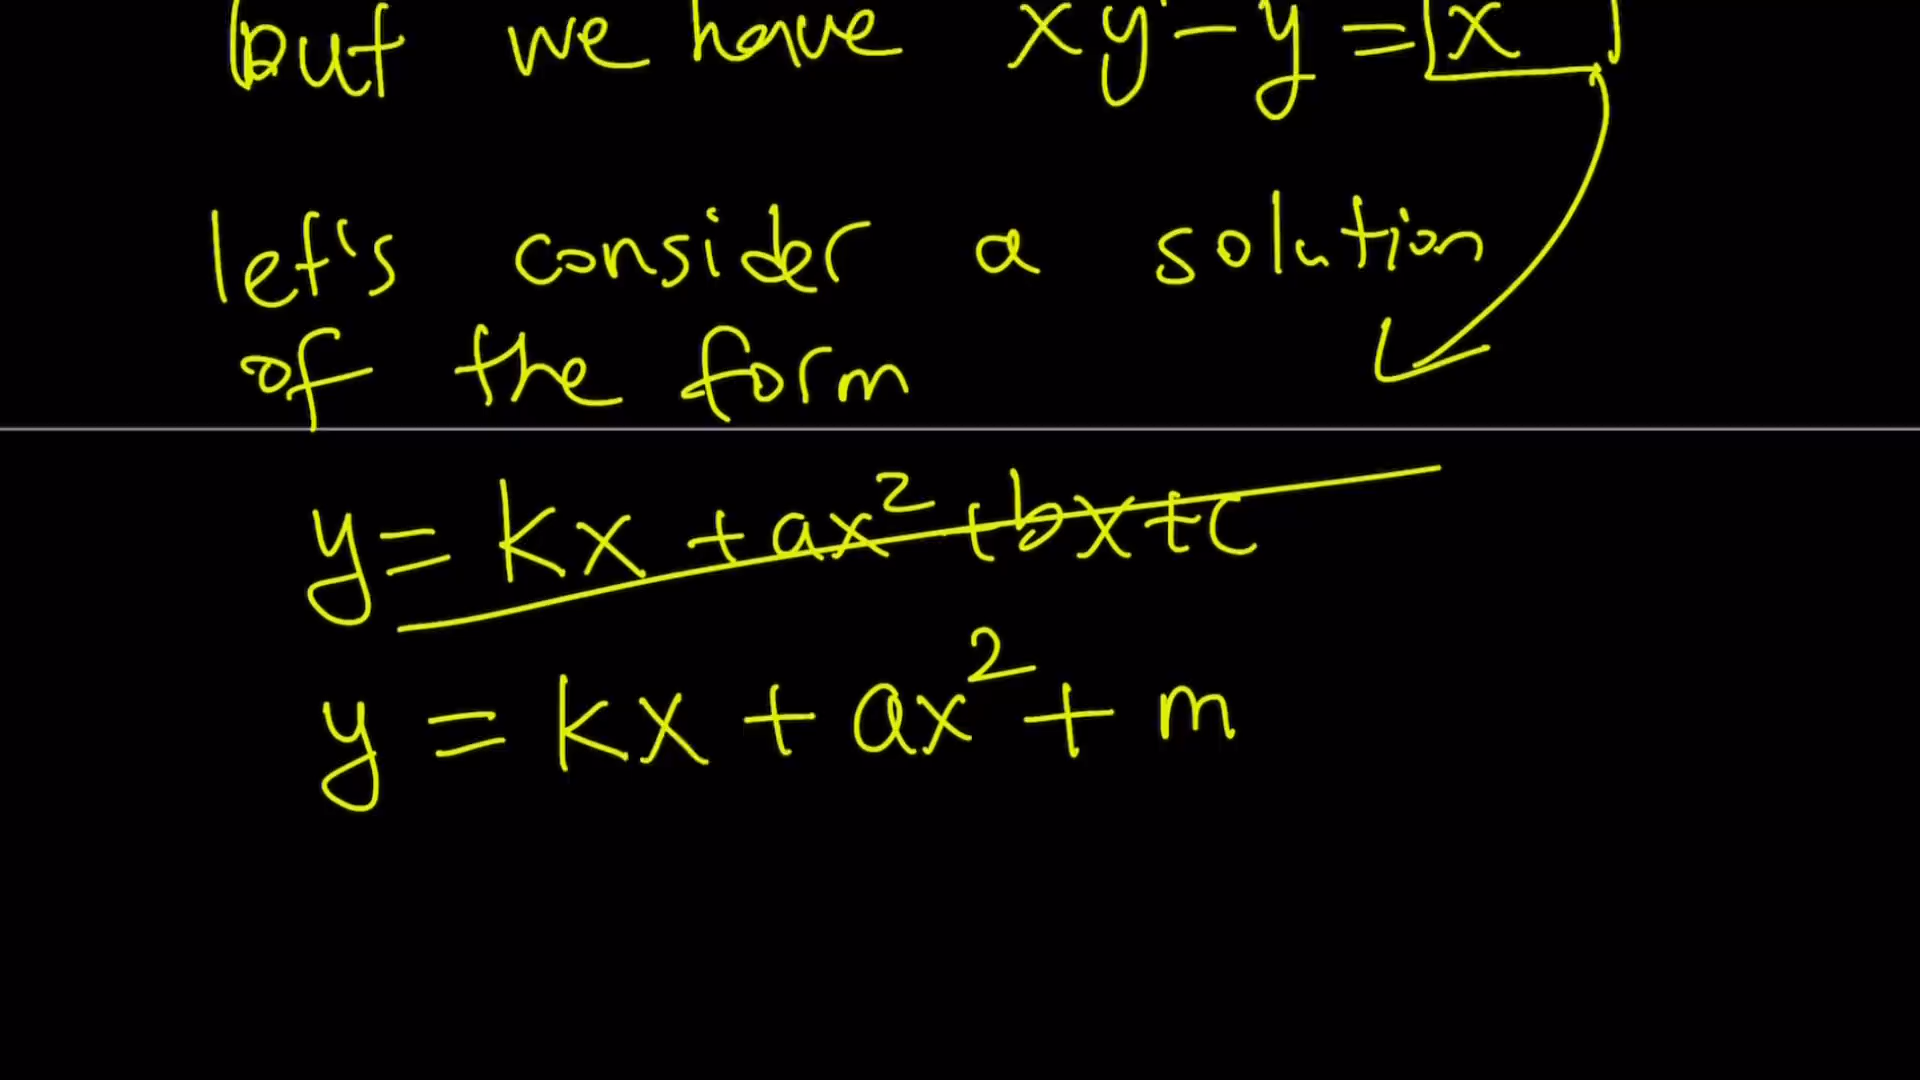 but we have xy' - y = x
let's consider a solution
of the form
y = kx + ax² + bx + c
y = kx + ax² + m